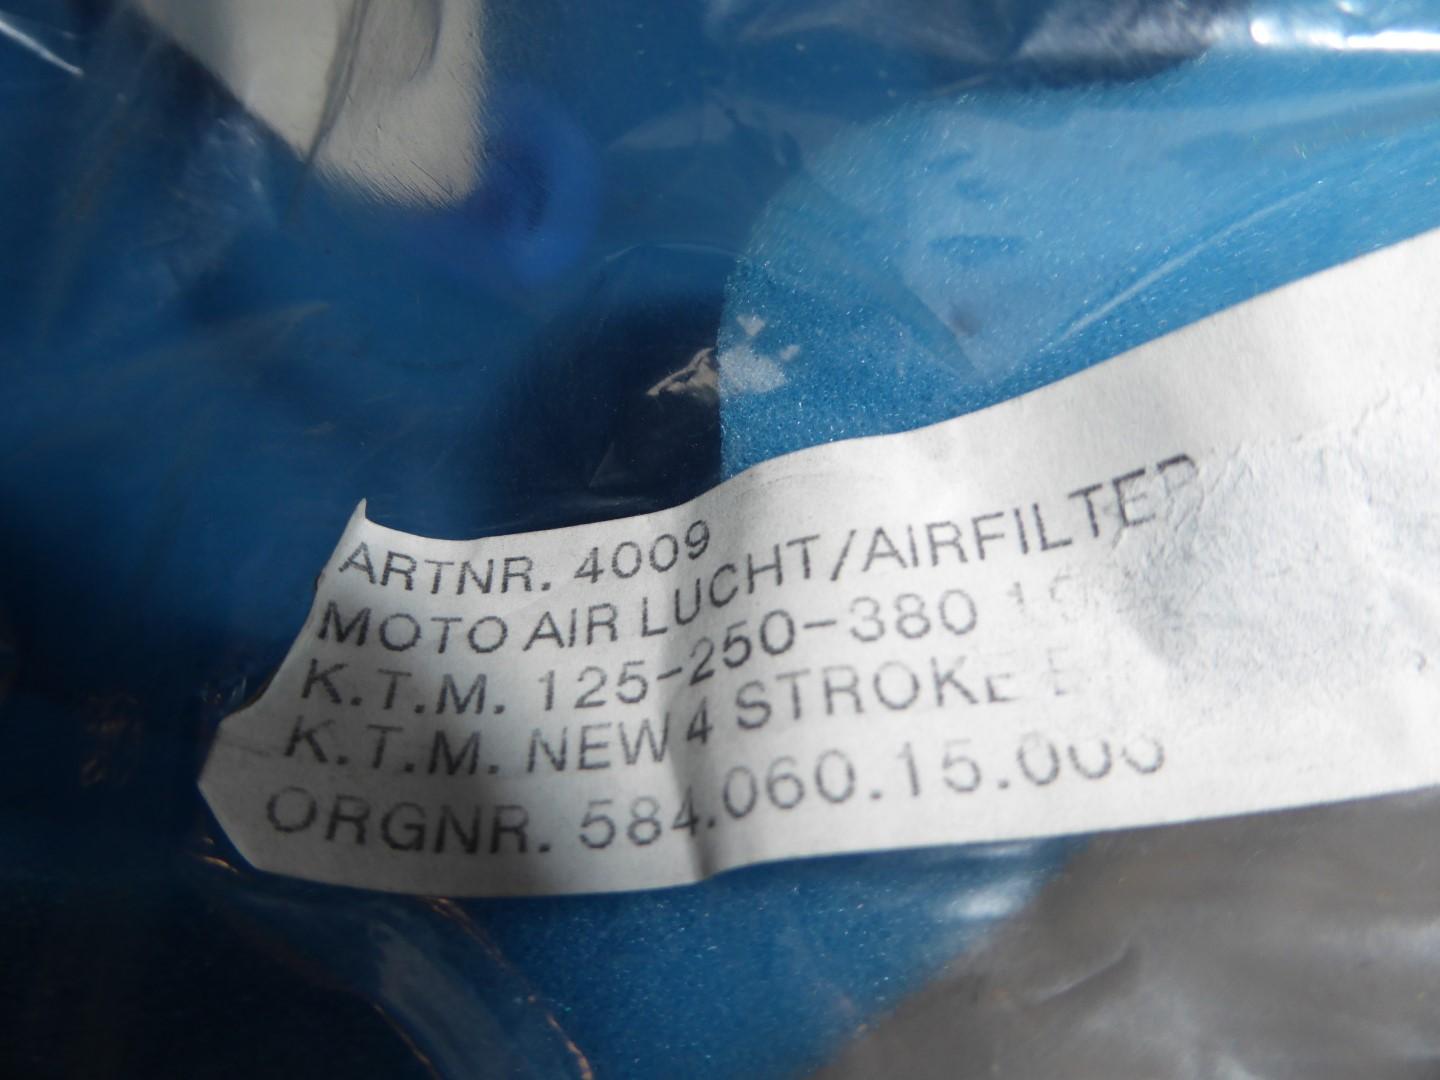 ARTNR. 4009
MOTO AIR LUCHT/AIRFILTER
K.T.M. 125-250-380
K.T.M. NEW 4 STROKE
ORGNR. 584.060.15.000